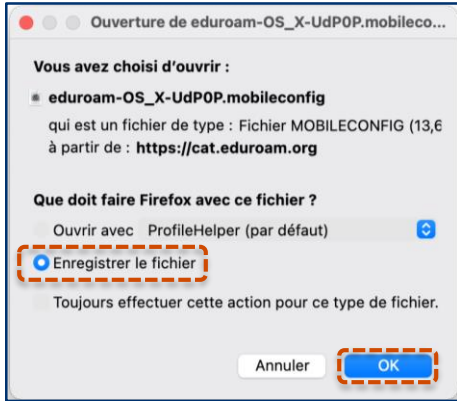 Ouverture de eduroam-OS_X-UdP0P.mobileco...
Vous avez choisi d'ouvrir :
eduroam-OS_X-UdP0P.mobileconfig
qui est un fichier de type : Fichier MOBILECONFIG (13,6
à partir de : https://cat.eduroam.org
Que doit faire Firefox avec ce fichier ?
Ouvrir avec ProfileHelper (par défaut)
Enregistrer le fichier
Toujours effectuer cette action pour ce type de fichier.
Annuler OK